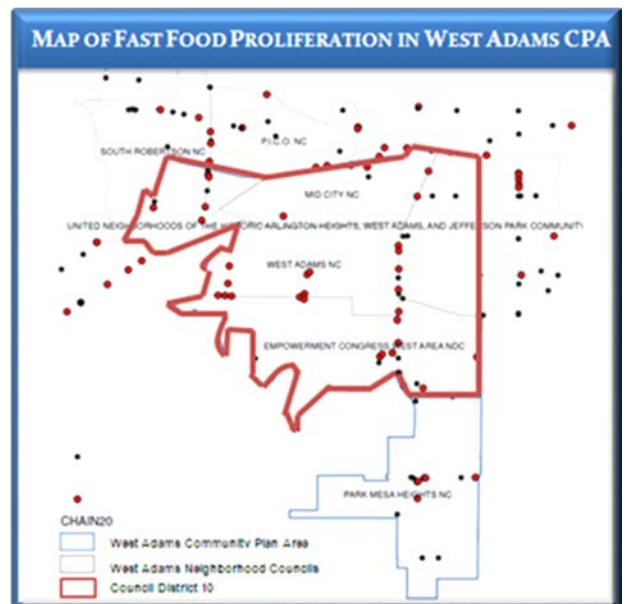 MAP OF FAST FOOD PROLIFERATION IN WEST ADAMS CPA
P.I.C.O. NC
SOUTH ROBERTSON NC
MID CITY NC
UNITED NEIGHBORHOODS OF THE HISTORIC ARLINGTON HEIGHTS, WEST ADAMS, AND JEFFERSON PARK COMMUNITY
WEST ADAMS NC
EMPOWERMENT CONGRESS WEST AREA NDC
PARK MESA HEIGHTS NC
CHAIN20
West Adams Community Plan Area
West Adams Neighborhood Councils
Council District 10